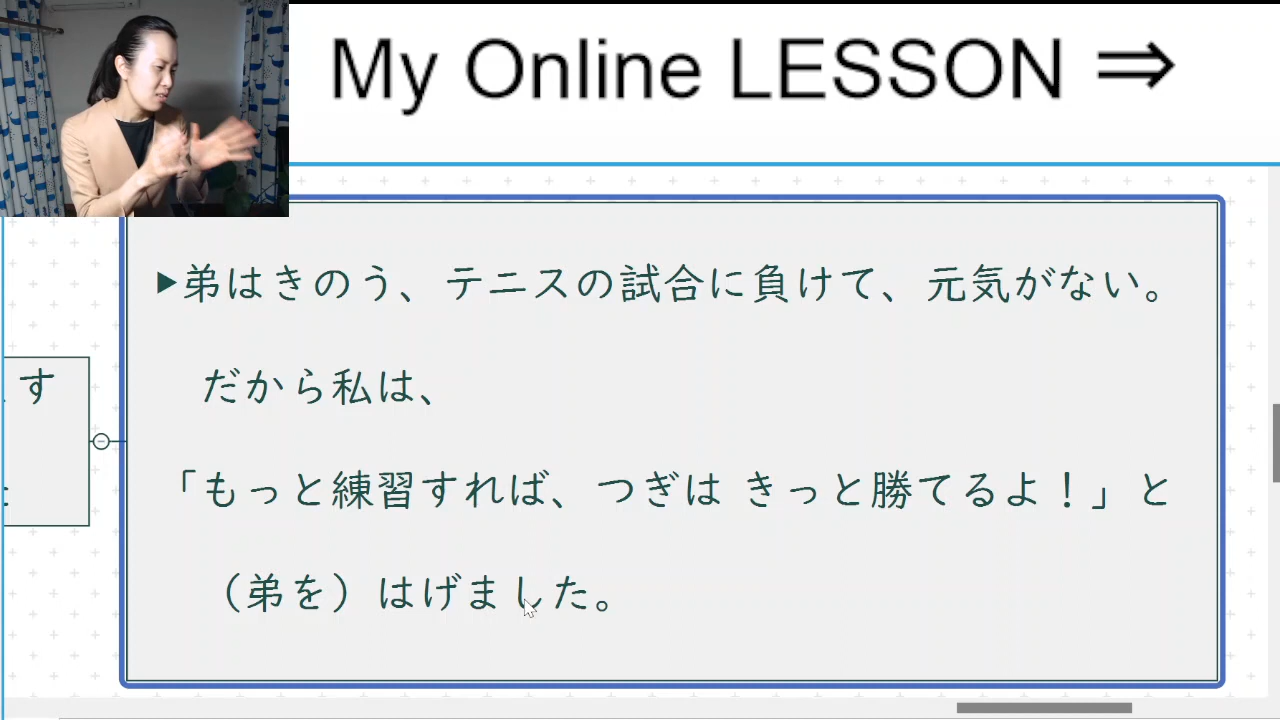 My Online LESSON ⇒
▶弟はきのう、テニスの試合に負けて、元気がない。
だから私は、
「もっと練習すれば、つぎは きっと勝てるよ！」と
（弟を）はげました。
す